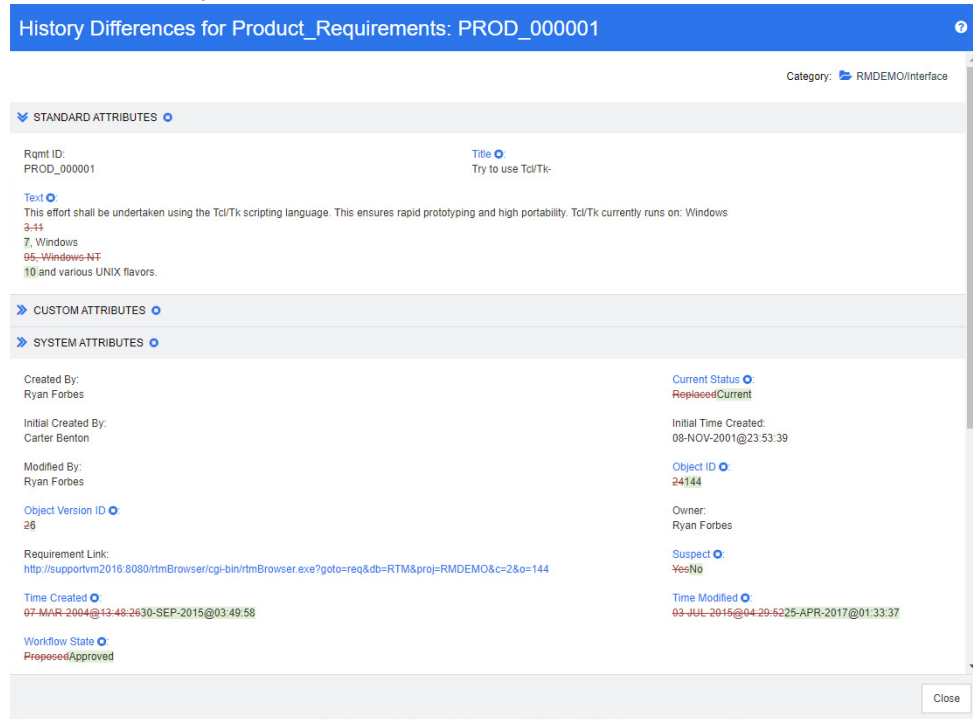 History Differences for Product_Requirements: PROD_000001
?
Category: RMDEMO/Interface
STANDARD ATTRIBUTES
Rqmt ID:
PROD_000001
Title :
Try to use Tcl/Tk-
Text :
This effort shall be undertaken using the Tcl/Tk scripting language. This ensures rapid prototyping and high portability. Tcl/Tk currently runs on: Windows
3.11
7, Windows
95, Windows NT
10 and various UNIX flavors.
CUSTOM ATTRIBUTES
SYSTEM ATTRIBUTES
Created By:
Ryan Forbes
Current Status :
ReplacedCurrent
Initial Created By:
Carter Benton
Initial Time Created:
08-NOV-2001@23:53:39
Modified By:
Ryan Forbes
Object ID :
24144
Object Version ID :
26
Owner:
Ryan Forbes
Requirement Link:
http://supportvm2016:8080/rtmBrowser/cgi-bin/rtmBrowser.exe?goto=req&db=RTM&proj=RMDEMO&c=2&o=144
Suspect :
YesNo
Time Created :
07-MAR-2004@13:48:2630-SEP-2015@03:49:58
Time Modified :
03-JUL-2015@04:29:5225-APR-2017@01:33:37
Workflow State :
ProposedApproved
Close